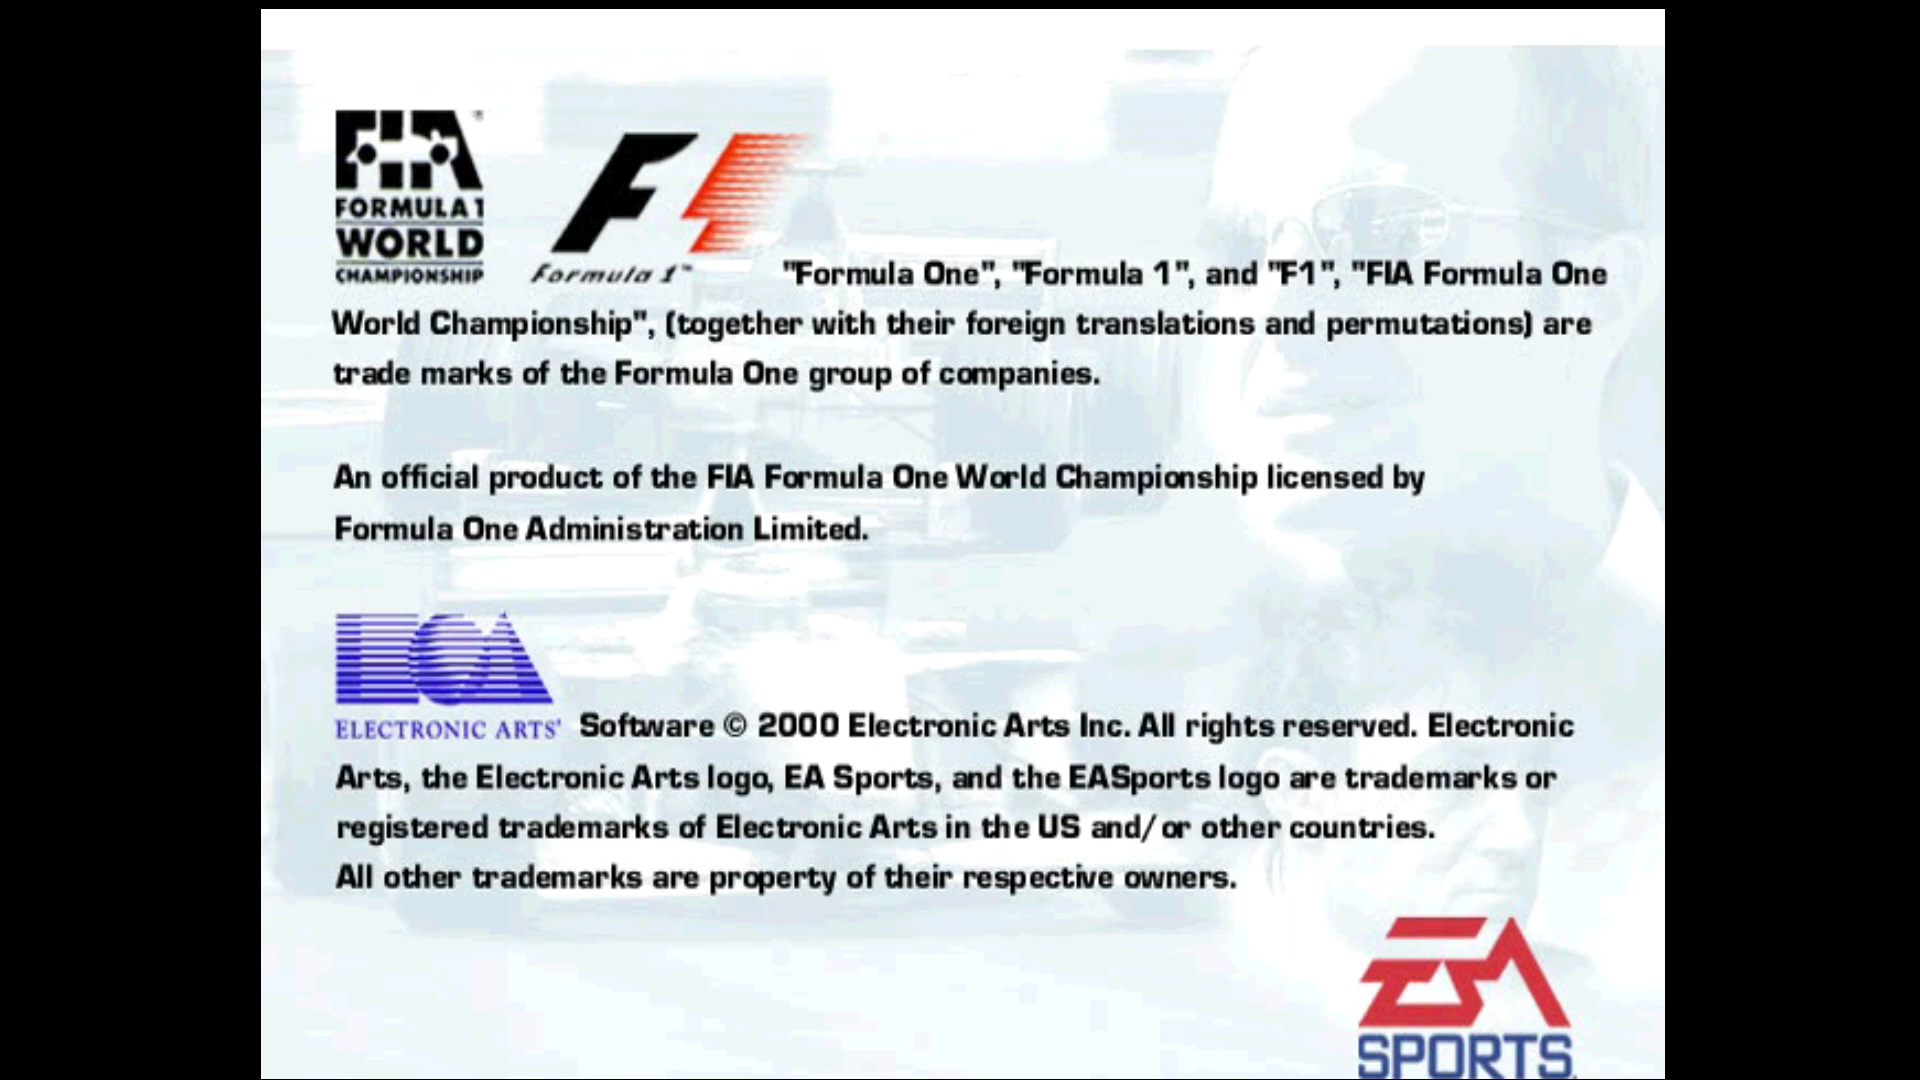 FIA
FORMULA 1
WORLD
CHAMPIONSHIP
F1
Formula 1™
"Formula One", "Formula 1", and "F1", "FIA Formula One
World Championship", (together with their foreign translations and permutations) are
trade marks of the Formula One group of companies.
An official product of the FIA Formula One World Championship licensed by
Formula One Administration Limited.
EA
ELECTRONIC ARTS® Software © 2000 Electronic Arts Inc. All rights reserved. Electronic
Arts, the Electronic Arts logo, EA Sports, and the EASports logo are trademarks or
registered trademarks of Electronic Arts in the US and/or other countries.
All other trademarks are property of their respective owners.
EA
SPORTS